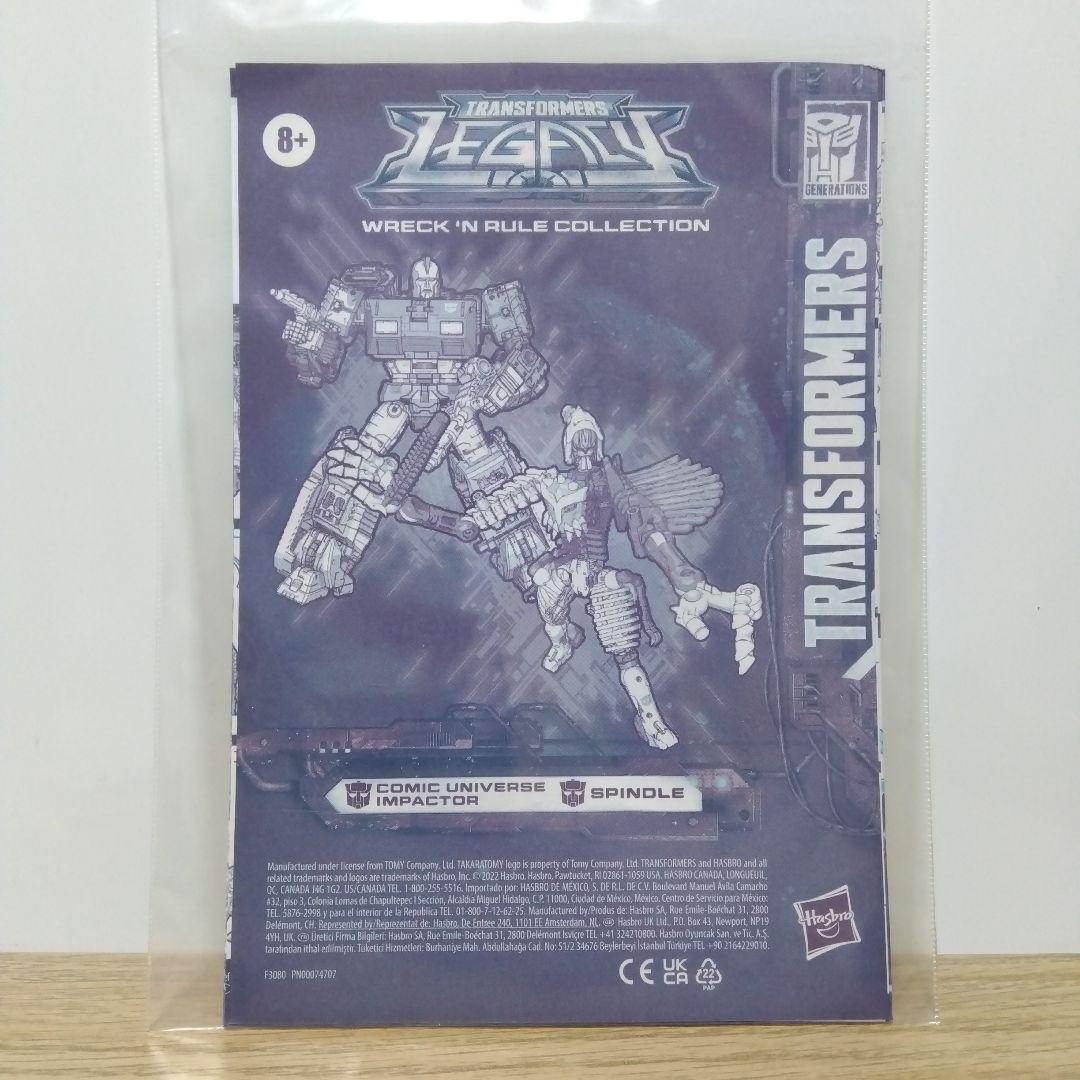 8+
TRANSFORMERS
LEGACY
WRECK 'N RULE COLLECTION
GENERATIONS
TRANSFORMERS
COMIC UNIVERSE
IMPACTOR
SPINDLE
Manufactured under license from TOMY Company, Ltd. TAKARATOMY logo is property of Tomy Company, Ltd. TRANSFORMERS and HASBRO and all
related trademarks and logos are trademarks of Hasbro, Inc. © 2022 Hasbro. Hasbro, Pawtucket, RI 02861-1059 USA. HASBRO CANADA, LONGUEUIL,
QC, CANADA J4G 1G2. US/CANADA TEL. 1-800-255-5516. Importado por: HASBRO DE MÉXICO, S. DE R.L. DE C.V. Boulevard Manuel Ávila Camacho
#32, piso 3, Colonia Lomas de Chapultepec I Seccion, Alcaldía Miguel Hidalgo, C.P. 11000, Ciudad de México, México. Centro de Servicio para México:
TEL. 5876-2998 y para el interior de la Republica TEL. 01-800-7-12-62-25. Manufactured by/Produs de: Hasbro SA, Rue Emile-Boéchat 31, 2800
Delémont, CH. Represented by/Reprezentat de: Hasbro, De Entree 240, 1101 EE Amsterdam, NL. GB Hasbro UK Ltd. P.O. Box 43, Newport, NP19
4YH, UK. TR Üretici Firma Bilgileri: Hasbro SA, Rue Emile-Boéchat 31, 2800 Delémont İsviçre TEL +41 324210800. Hasbro Oyuncak San. ve Tic. A.Ş.
tarafından ithal edilmiştir. Tüketici Hizmetleri: Burhaniye Mah. Abdullahağa Cad. No: 51/2 34676 Beylerbeyi İstanbul Türkiye TEL +90 2164229010.
Hasbro
F3080 PN00074707
CE
UK
CA
22
PAP